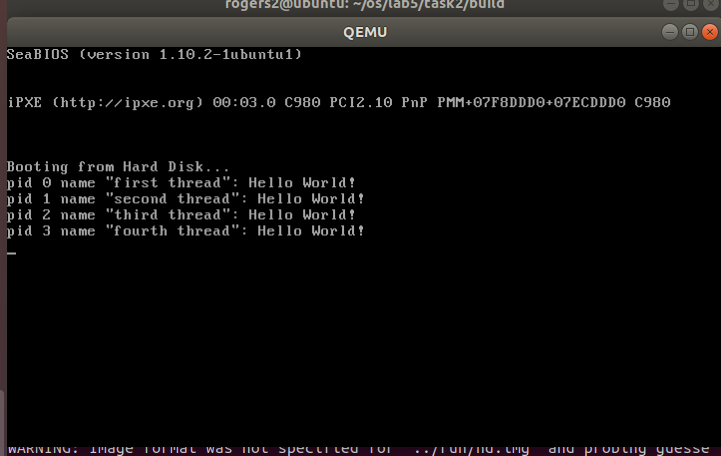 rogers2@ubuntu: ~/os/lab5/task2/build
QEMU
SeaBIOS (version 1.10.2-1ubuntu1)
iPXE (http://ipxe.org) 00:03.0 C980 PCI2.10 PnP PMM+07F8DDD0+07ECDDD0 C980
Booting from Hard Disk...
pid 0 name "first thread": Hello World!
pid 1 name "second thread": Hello World!
pid 2 name "third thread": Hello World!
pid 3 name "fourth thread": Hello World!
WARNING: Image format was not specified for '../run/hd.img' and probing guesse